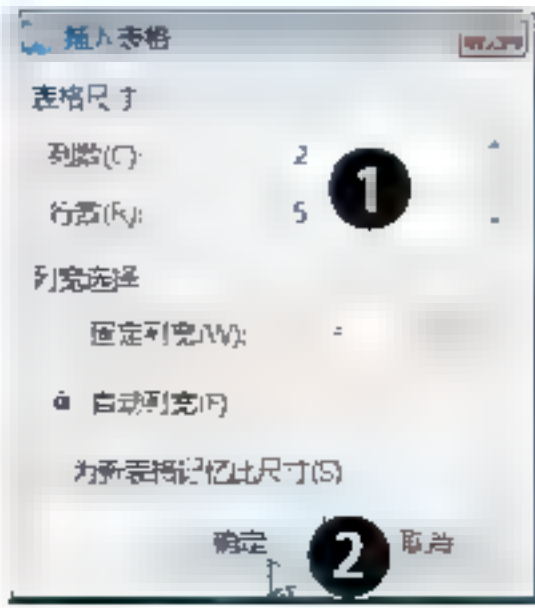 插入表格
表格尺寸
列数(C): 2
1
行数(R): 5
列宽选择
固定列宽(W):
自动列宽(F)
为新表格记忆此尺寸(S)
确定 2 取消